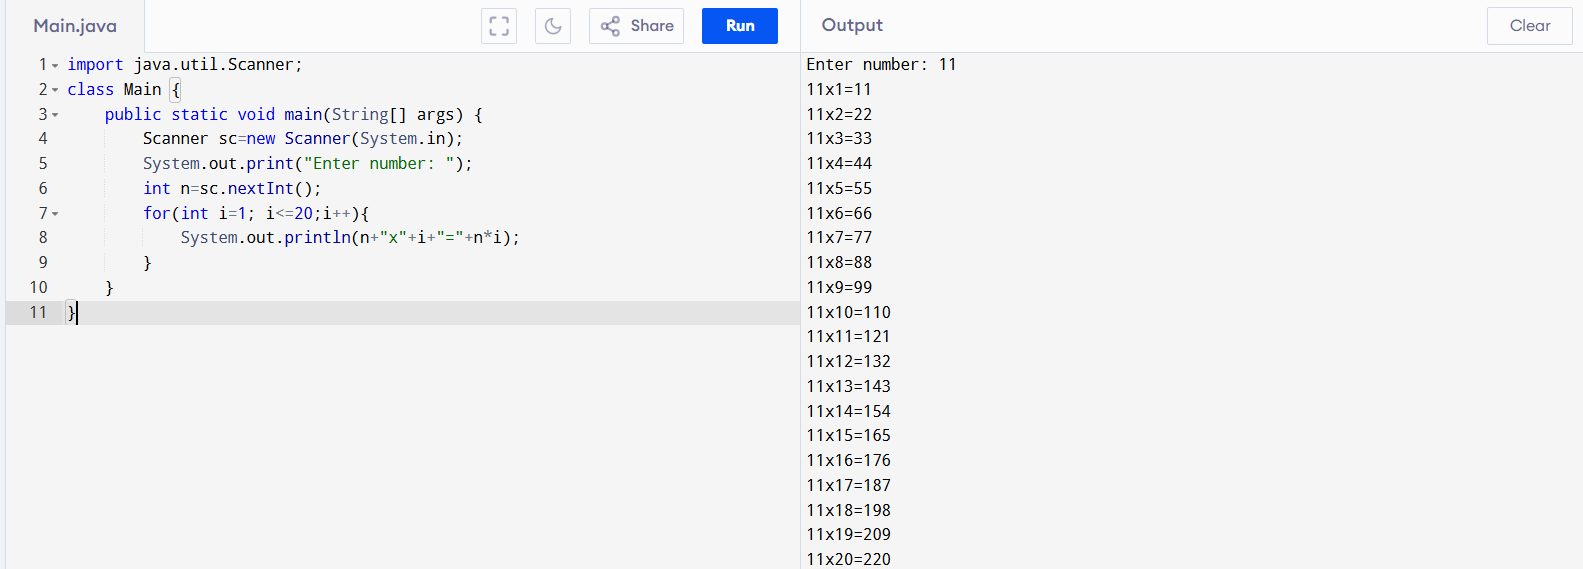 Main.java Share Run Output Clear
1 import java.util.Scanner;
2 class Main {
3     public static void main(String[] args) {
4         Scanner sc=new Scanner(System.in);
5         System.out.print("Enter number: ");
6         int n=sc.nextInt();
7         for(int i=1; i<=20;i++){
8             System.out.println(n+"x"+i+"="+n*i);
9         }
10     }
11 }
Enter number: 11
11x1=11
11x2=22
11x3=33
11x4=44
11x5=55
11x6=66
11x7=77
11x8=88
11x9=99
11x10=110
11x11=121
11x12=132
11x13=143
11x14=154
11x15=165
11x16=176
11x17=187
11x18=198
11x19=209
11x20=220